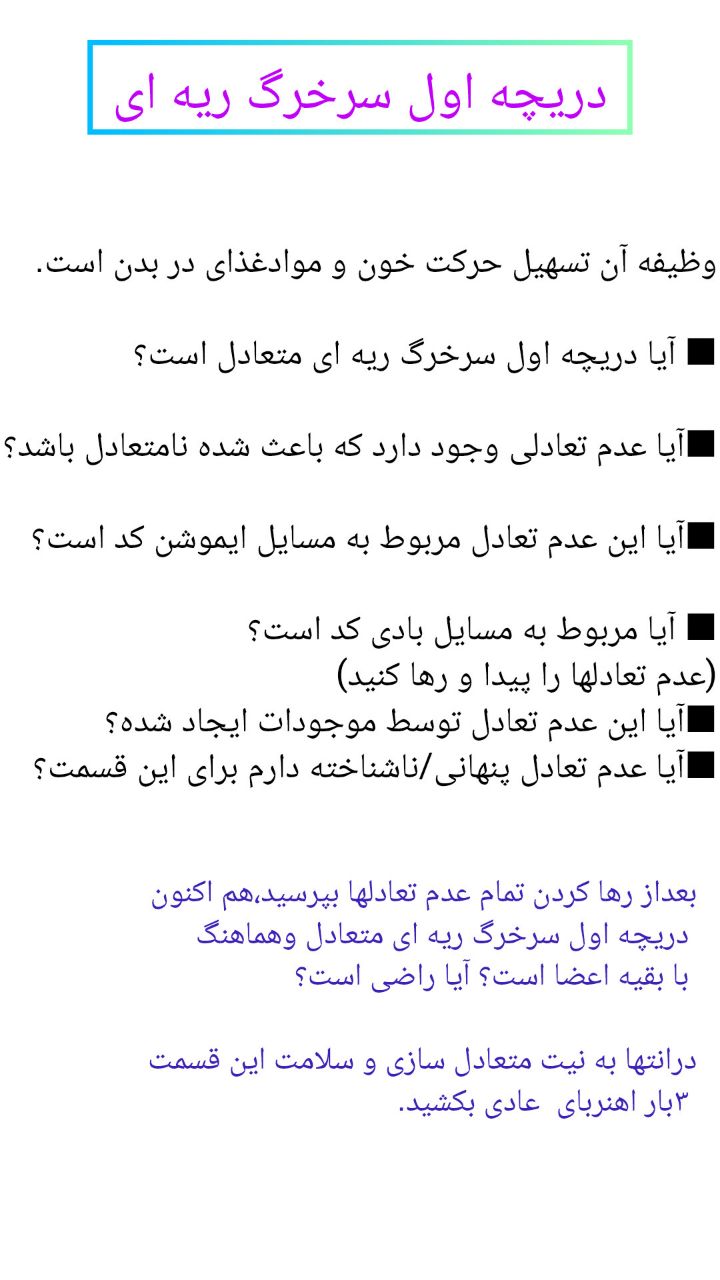 دریچه اول سرخرگ ریه ای
وظیفه آن تسهیل حرکت خون و موادغذای در بدن است.
■ آیا دریچه اول سرخرگ ریه ای متعادل است؟
■آیا عدم تعادلی وجود دارد که باعث شده نامتعادل باشد؟
■آیا این عدم تعادل مربوط به مسایل ایموشن کد است؟
■ آیا مربوط به مسایل بادی کد است؟
(عدم تعادلها را پیدا و رها کنید)
■آیا این عدم تعادل توسط موجودات ایجاد شده؟
■آیا عدم تعادل پنهانی/ناشناخته دارم برای این قسمت؟
بعداز رها کردن تمام عدم تعادلها بپرسید،هم اکنون
دریچه اول سرخرگ ریه ای متعادل وهماهنگ
با بقیه اعضا است؟ آیا راضی است؟
درانتها به نیت متعادل سازی و سلامت این قسمت
۳بار اهنربای  عادی بکشید.